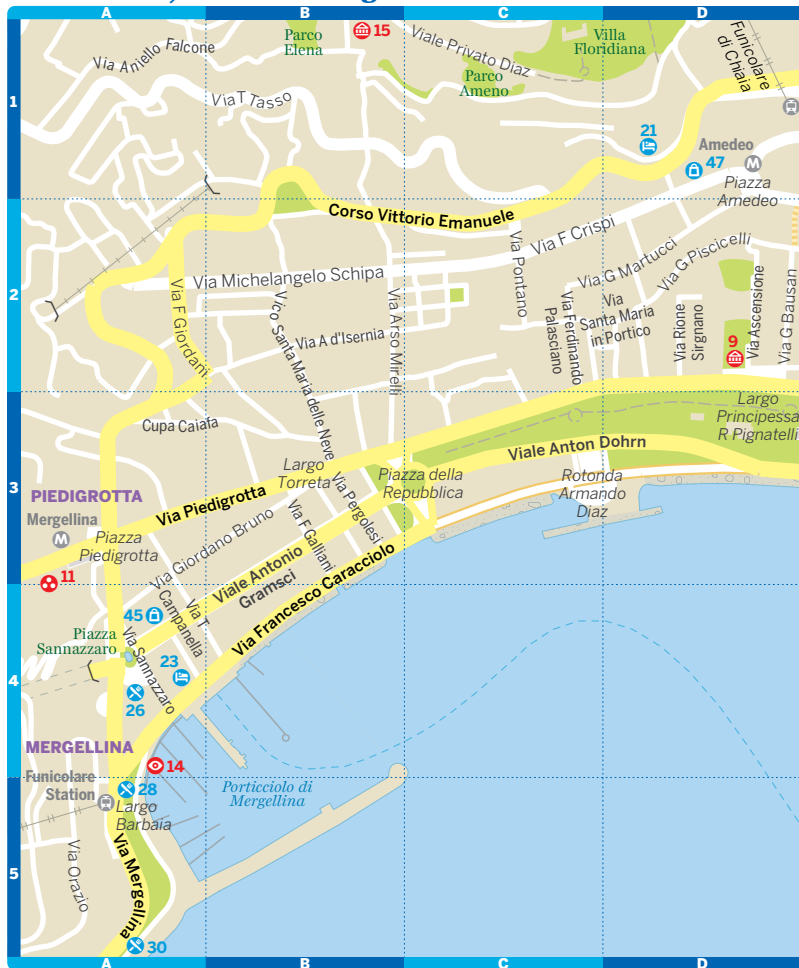 A
B
C
D
Funicolare
di Chiaia
Parco
Elena
15
Viale Privato Diaz
Villa
Floridiana
Via Aniello Falcone
Parco
Ameno
1
Via T Tasso
21
Amedeo
M
47
Piazza
Amedeo
Corso Vittorio Emanuele
Via F Crispi
Via Pontano
Via G Martucci
Via G Piscicelli
2
Via Michelangelo Schipa
Via F Giordani
Vico Santa Maria delle Neve
Via Arso Mirelli
Via A d'Isernia
Via Ferdinando
Palasciano
Via
Santa Maria
in Portico
Via Rione
Sirgnano
9
Via Ascensione
Via G Bausan
Cupa Caiafa
Largo
Principessa
R Pignatelli
Viale Anton Dohrn
Largo
Torreta
Piazza della
Repubblica
Rotonda
Armando
Diaz
3
PIEDIGROTTA
Mergellina
M
Via Piedigrotta
Piazza
Piedigrotta
Via Giordano Bruno
Via F Galliani
Via Pergolesi
11
Viale Antonio
Gramsci
Via Francesco Caracciolo
45
Via T
Campanella
Piazza
Sannazzaro
Via Sannazzaro
23
4
26
MERGELLINA
14
Funicolare
Station
28
Largo
Barbaia
Porticciolo di
Mergellina
Via Orazio
Via Mergellina
5
30
A
B
C
D